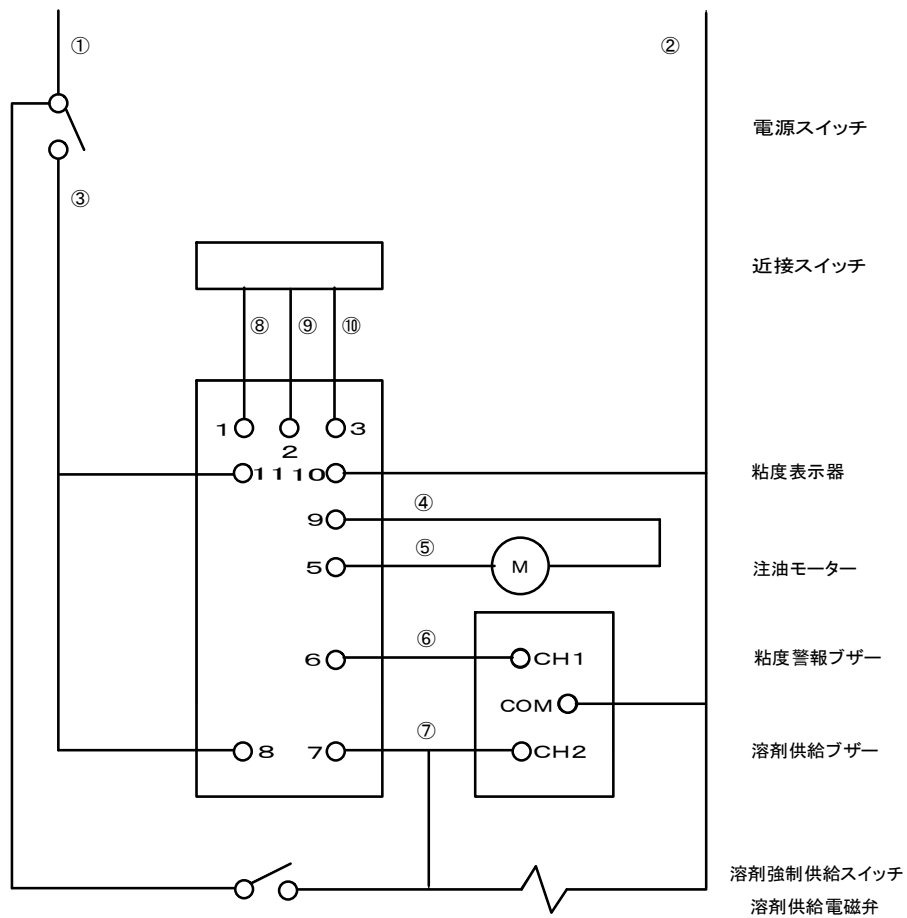 ① ②
電源スイッチ
③
近接スイッチ
⑧ ⑨ ⑩
1 2 3
11 10
粘度表示器
④
9
⑤
5 M
注油モーター
⑥
6 CH1
粘度警報ブザー
COM
⑦
8 7 CH2
溶剤供給ブザー
溶剤強制供給スイッチ
溶剤供給電磁弁